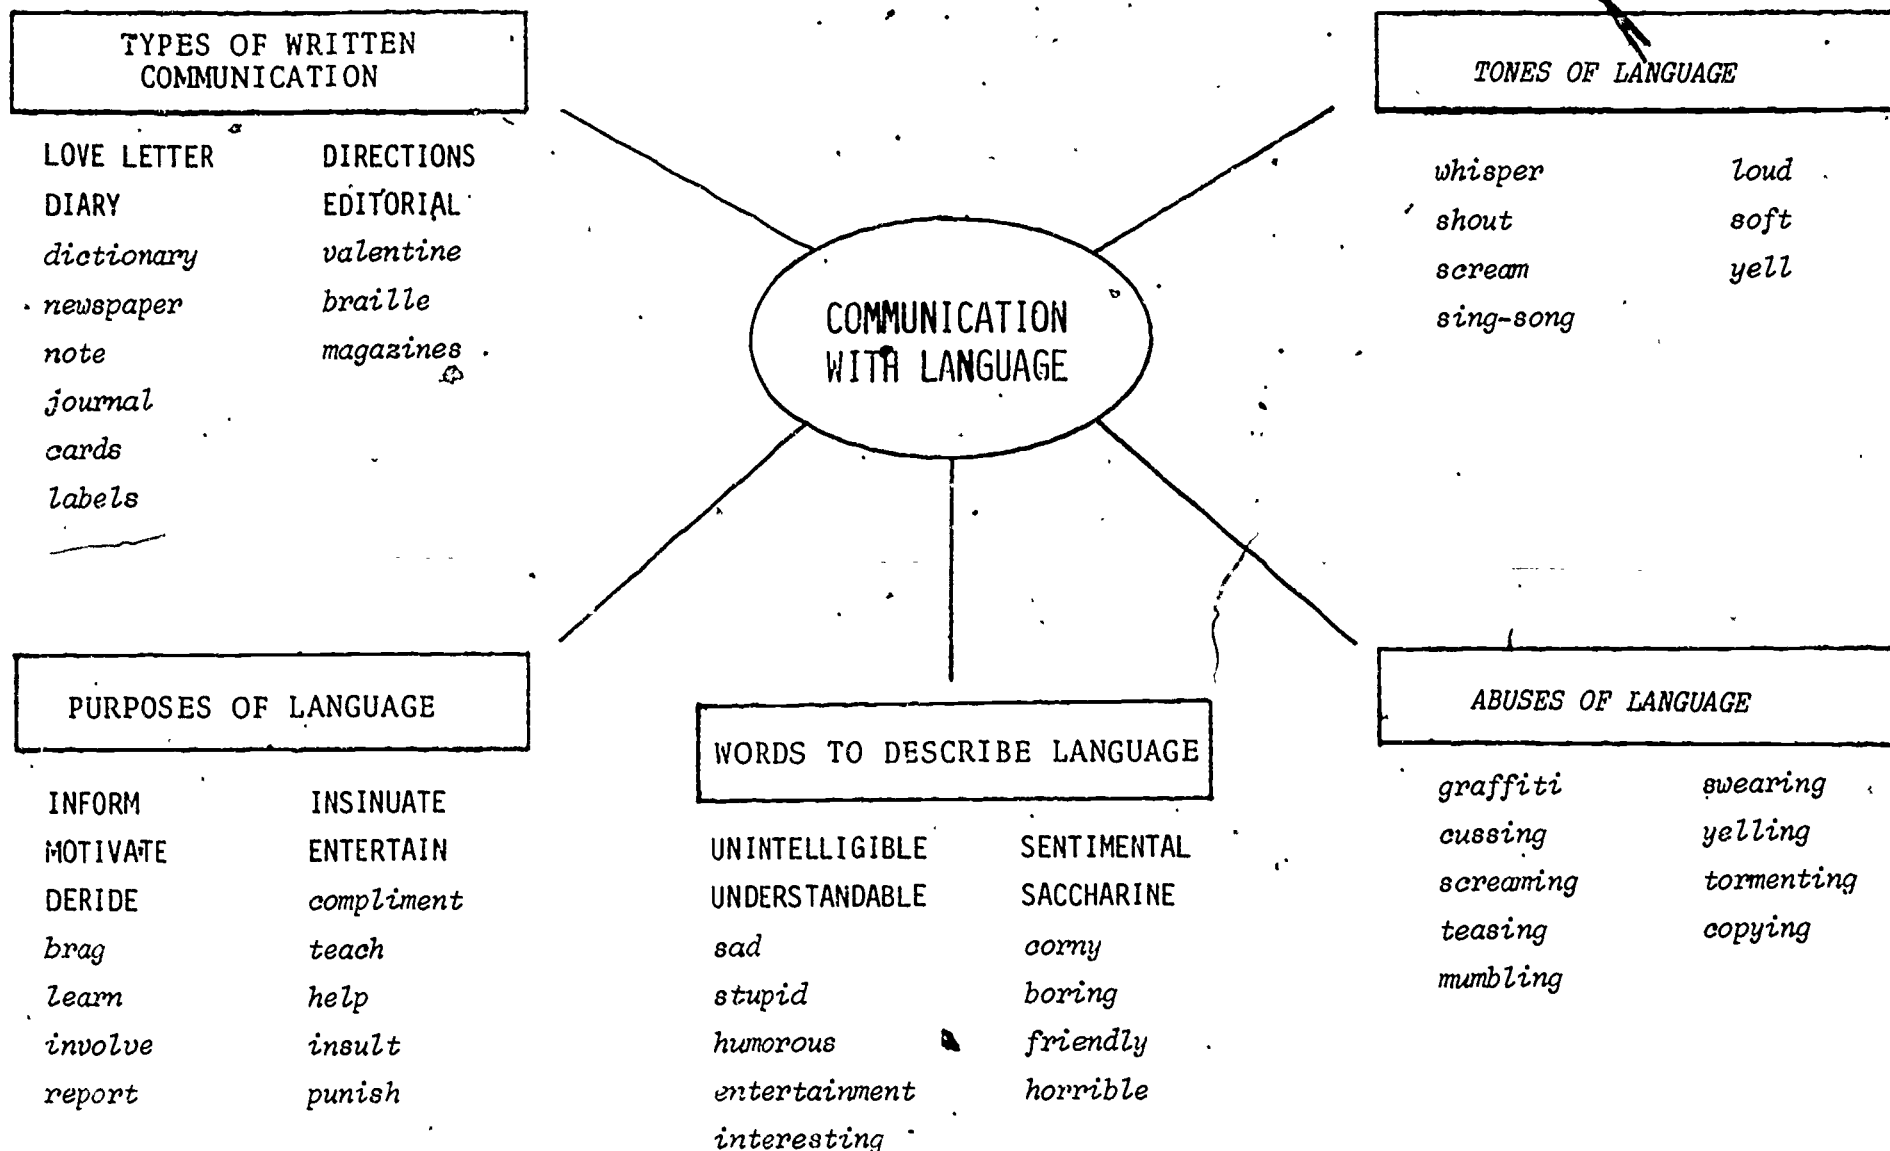 TYPES OF WRITTEN
COMMUNICATION
LOVE LETTER DIRECTIONS
DIARY EDITORIAL
dictionary valentine
newspaper braille
note magazines
journal
cards
labels
TONES OF LANGUAGE
whisper loud
shout soft
scream yell
sing-song
COMMUNICATION
WITH LANGUAGE
PURPOSES OF LANGUAGE
INFORM INSINUATE
MOTIVATE ENTERTAIN
DERIDE compliment
brag teach
learn help
involve insult
report punish
WORDS TO DESCRIBE LANGUAGE
UNINTELLIGIBLE SENTIMENTAL
UNDERSTANDABLE SACCHARINE
sad corny
stupid boring
humorous friendly
entertainment horrible
interesting
ABUSES OF LANGUAGE
graffiti swearing
cussing yelling
screaming tormenting
teasing copying
mumbling